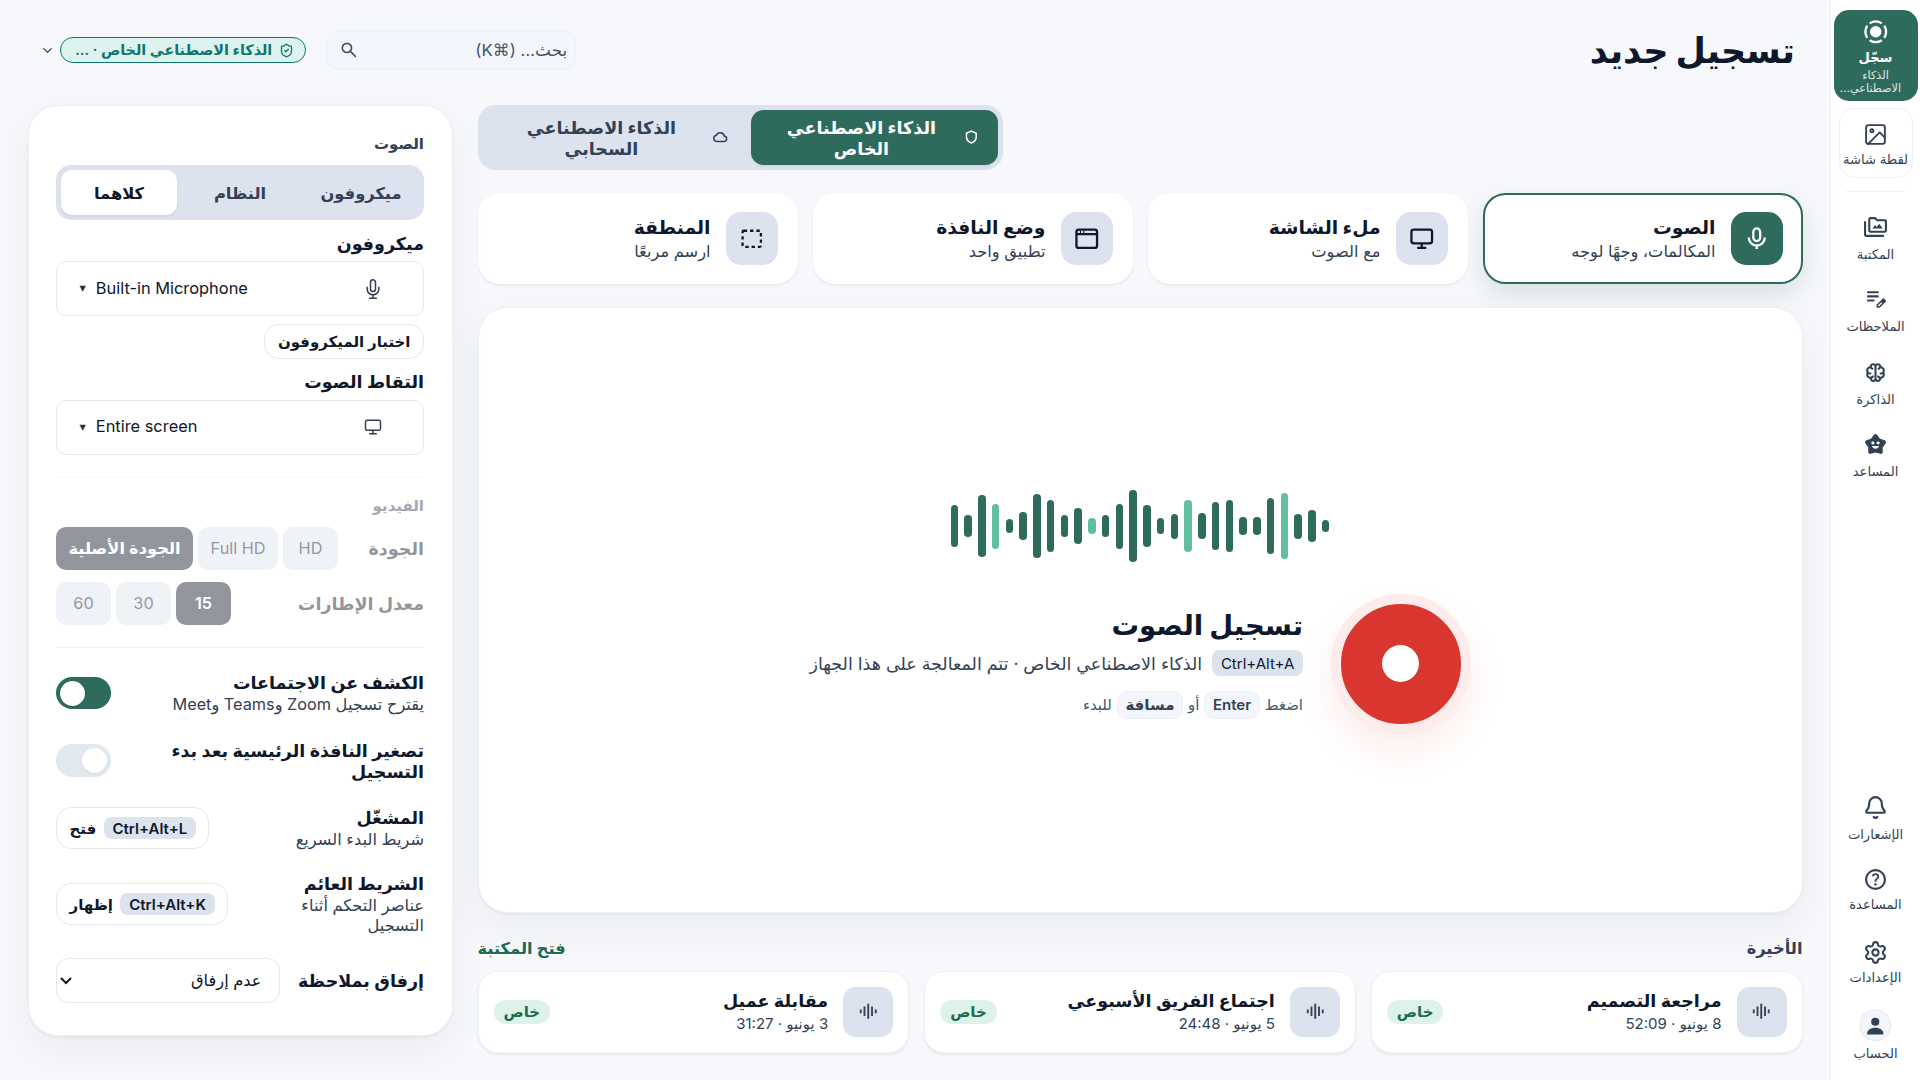 سجّل
الذكاء
الاصطناعي...
لقطة شاشة
المكتبة
الملاحظات
الذاكرة
المساعد
الإشعارات
المساعدة
الإعدادات
الحساب
تسجيل جديد
بحث... (⌘K)
الذكاء الاصطناعي الخاص · ...
الذكاء الاصطناعي
الخاص
الذكاء الاصطناعي
السحابي
الصوت
المكالمات، وجهًا لوجه
ملء الشاشة
مع الصوت
وضع النافذة
تطبيق واحد
المنطقة
ارسم مربعًا
تسجيل الصوت
Ctrl+Alt+A الذكاء الاصطناعي الخاص · تتم المعالجة على هذا الجهاز
اضغط Enter أو مسافة للبدء
الأخيرة
فتح المكتبة
مراجعة التصميم
8 يونيو · 52:09
خاص
اجتماع الفريق الأسبوعي
5 يونيو · 24:48
خاص
مقابلة عميل
3 يونيو · 31:27
خاص
الصوت
ميكروفون
النظام
كلاهما
ميكروفون
Built-in Microphone
اختبار الميكروفون
التقاط الصوت
Entire screen
الفيديو
الجودة
HD
Full HD
الجودة الأصلية
معدل الإطارات
15
30
60
الكشف عن الاجتماعات
يقترح تسجيل Zoom وTeams وMeet
تصغير النافذة الرئيسية بعد بدء
التسجيل
المشغّل
شريط البدء السريع
Ctrl+Alt+L فتح
الشريط العائم
عناصر التحكم أثناء
التسجيل
Ctrl+Alt+K إظهار
إرفاق بملاحظة
عدم إرفاق